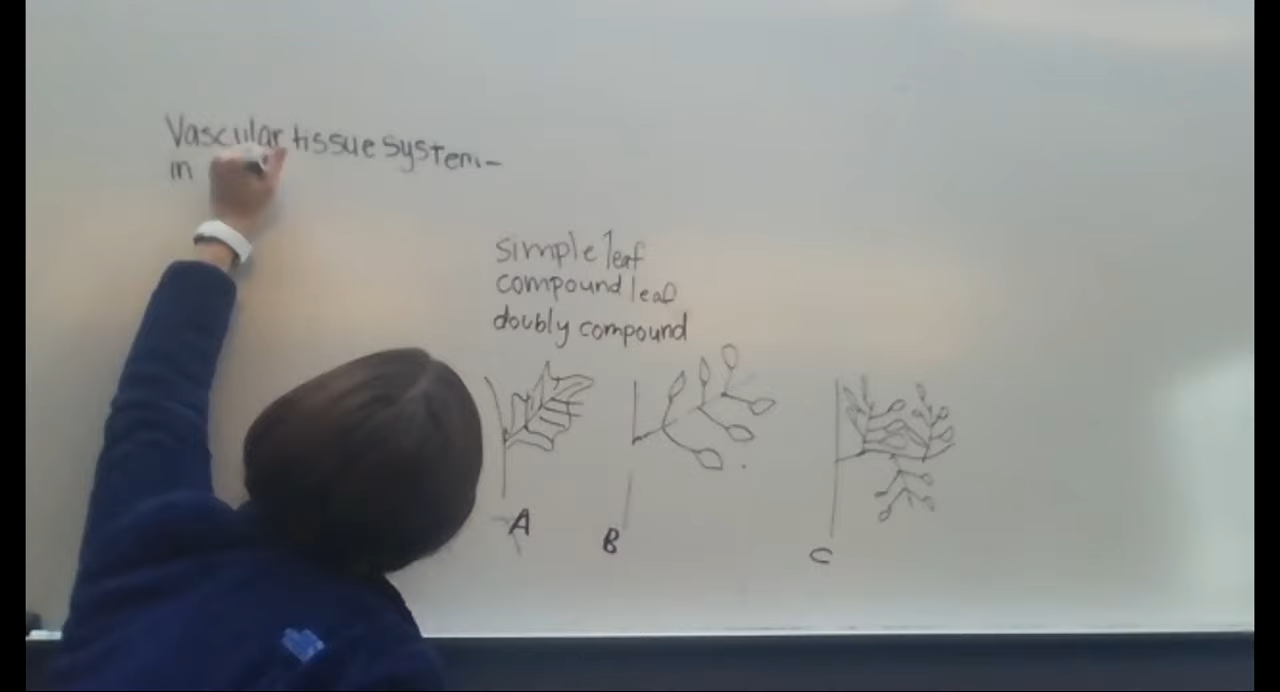 Vascular tissue system-
in
simple leaf
compound leaf
doubly compound
A
B
C